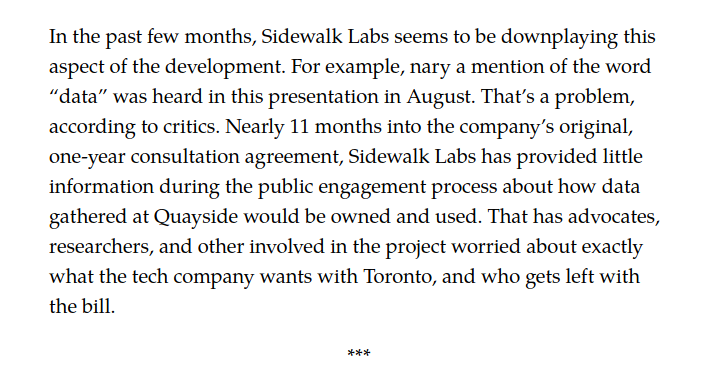 In the past few months, Sidewalk Labs seems to be downplaying this
aspect of the development. For example, nary a mention of the word
“data” was heard in this presentation in August. That’s a problem,
according to critics. Nearly 11 months into the company’s original,
one-year consultation agreement, Sidewalk Labs has provided little
information during the public engagement process about how data
gathered at Quayside would be owned and used. That has advocates,
researchers, and other involved in the project worried about exactly
what the tech company wants with Toronto, and who gets left with
the bill.
***